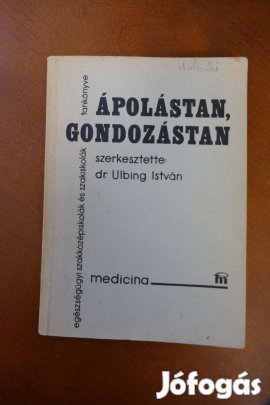 egészségügyi szakközépiskolák és szakiskolák
tankönyve
ÁPOLÁSTAN,
GONDOZÁSTAN
szerkesztette:
dr. Ulbing István
medicina
Jófogás